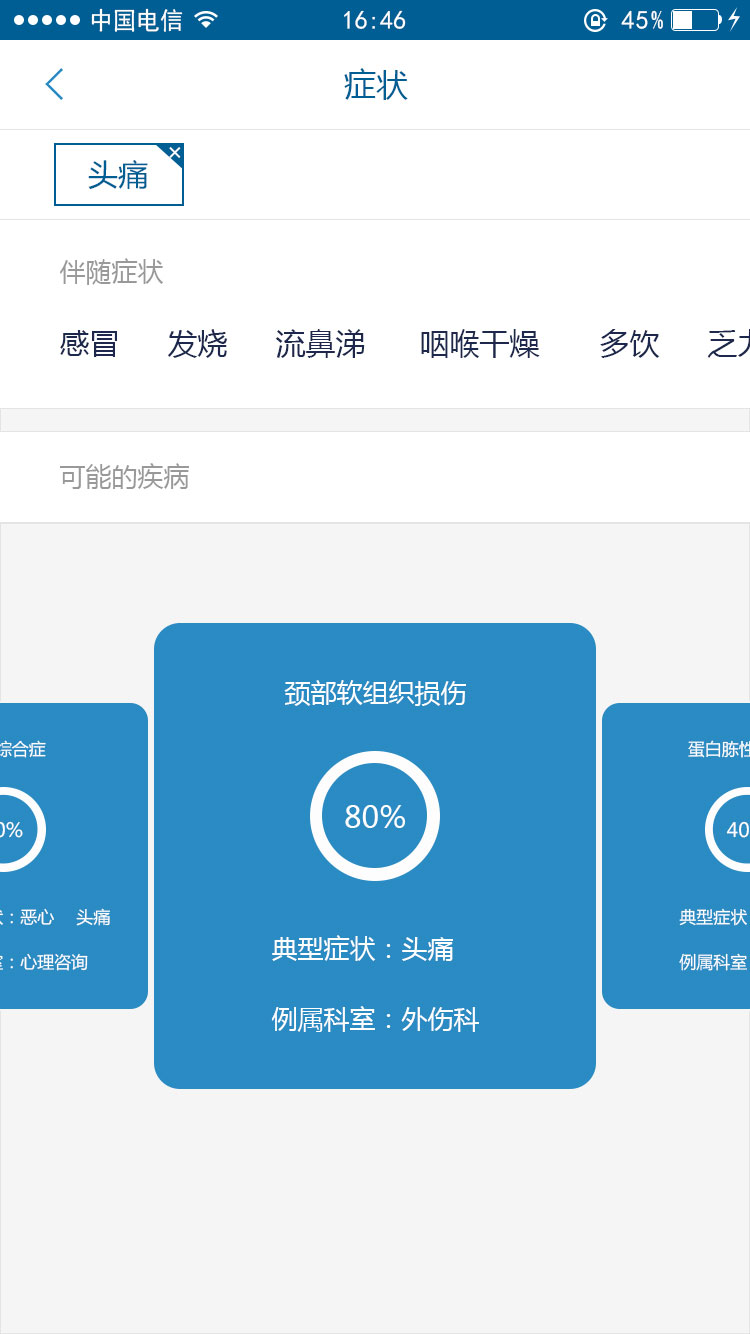 中国电信 16:46 45%
症状
头痛
伴随症状
感冒 发烧 流鼻涕 咽喉干燥 多饮 乏
可能的疾病
颈部软组织损伤
80%
典型症状：头痛
例属科室：外伤科
综合症
0%
：恶心 头痛
：心理咨询
蛋白胨性
40
典型症状
例属科室